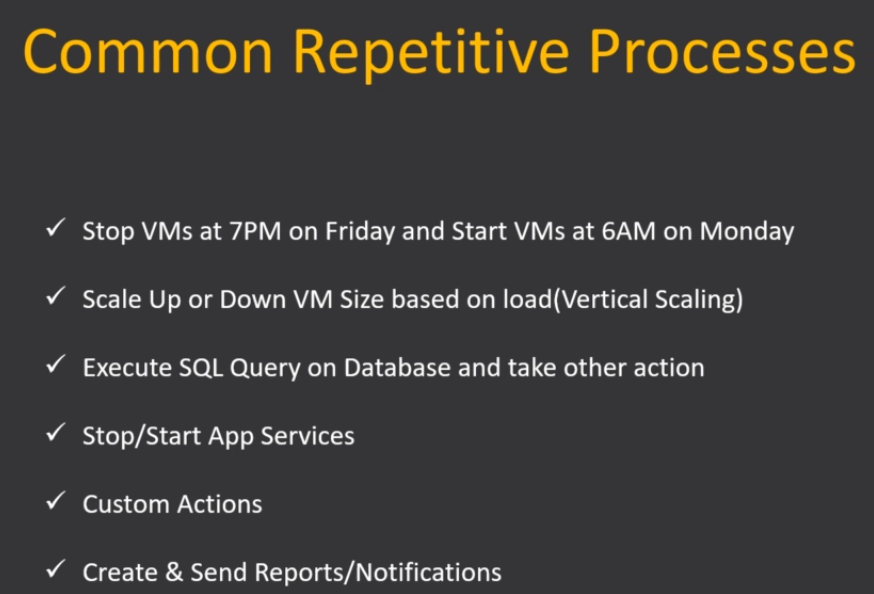 Common Repetitive Processes
✓ Stop VMs at 7PM on Friday and Start VMs at 6AM on Monday
✓ Scale Up or Down VM Size based on load(Vertical Scaling)
✓ Execute SQL Query on Database and take other action
✓ Stop/Start App Services
✓ Custom Actions
✓ Create & Send Reports/Notifications